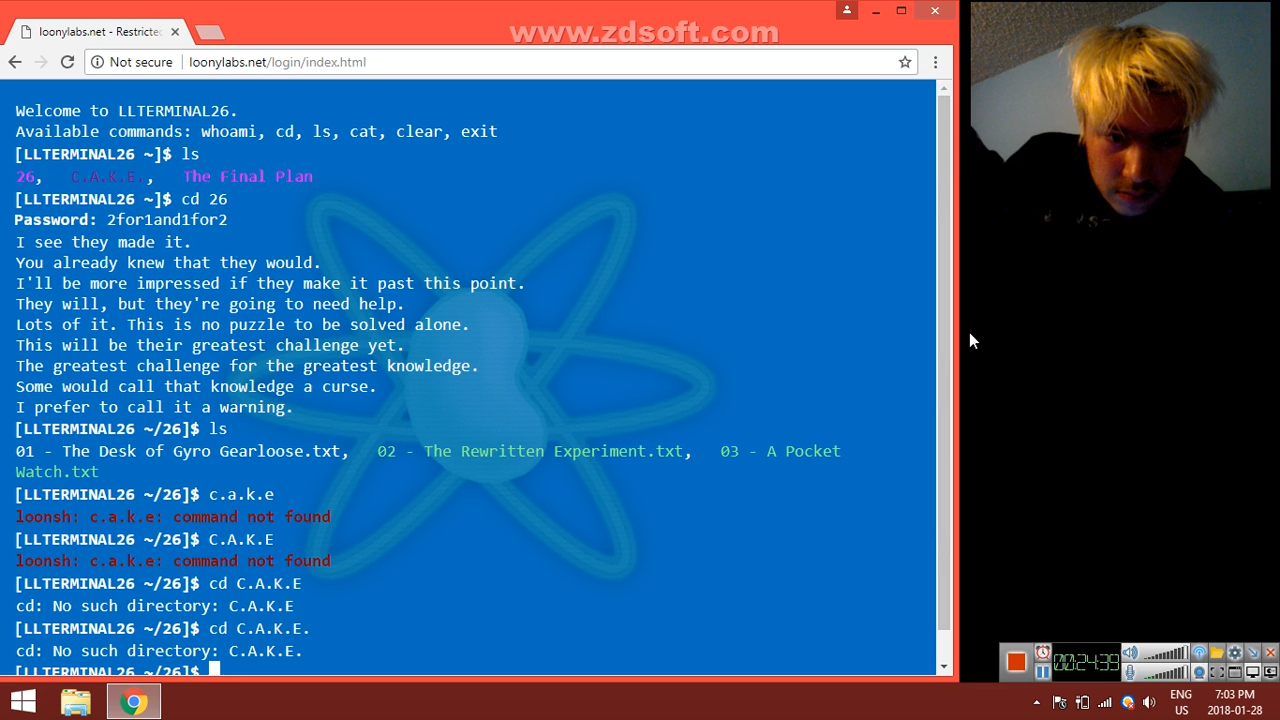 www.zdsoft.com
loonylabs.net - Restricte
Not secure loonylabs.net/login/index.html
Welcome to LLTERMINAL26.
Available commands: whoami, cd, ls, cat, clear, exit
[LLTERMINAL26 ~]$ ls
26, C.A.K.E., The Final Plan
[LLTERMINAL26 ~]$ cd 26
Password: 2for1and1for2
I see they made it.
You already knew that they would.
I'll be more impressed if they make it past this point.
They will, but they're going to need help.
Lots of it. This is no puzzle to be solved alone.
This will be their greatest challenge yet.
The greatest challenge for the greatest knowledge.
Some would call that knowledge a curse.
I prefer to call it a warning.
[LLTERMINAL26 ~/26]$ ls
01 - The Desk of Gyro Gearloose.txt, 02 - The Rewritten Experiment.txt, 03 - A Pocket
Watch.txt
[LLTERMINAL26 ~/26]$ c.a.k.e
loonsh: c.a.k.e: command not found
[LLTERMINAL26 ~/26]$ C.A.K.E
loonsh: c.a.k.e: command not found
[LLTERMINAL26 ~/26]$ cd C.A.K.E
cd: No such directory: C.A.K.E
[LLTERMINAL26 ~/26]$ cd C.A.K.E.
cd: No such directory: C.A.K.E.
[LLTERMINAL26 ~/26]$
00:24:39
ENG 7:03 PM
US 2018-01-28